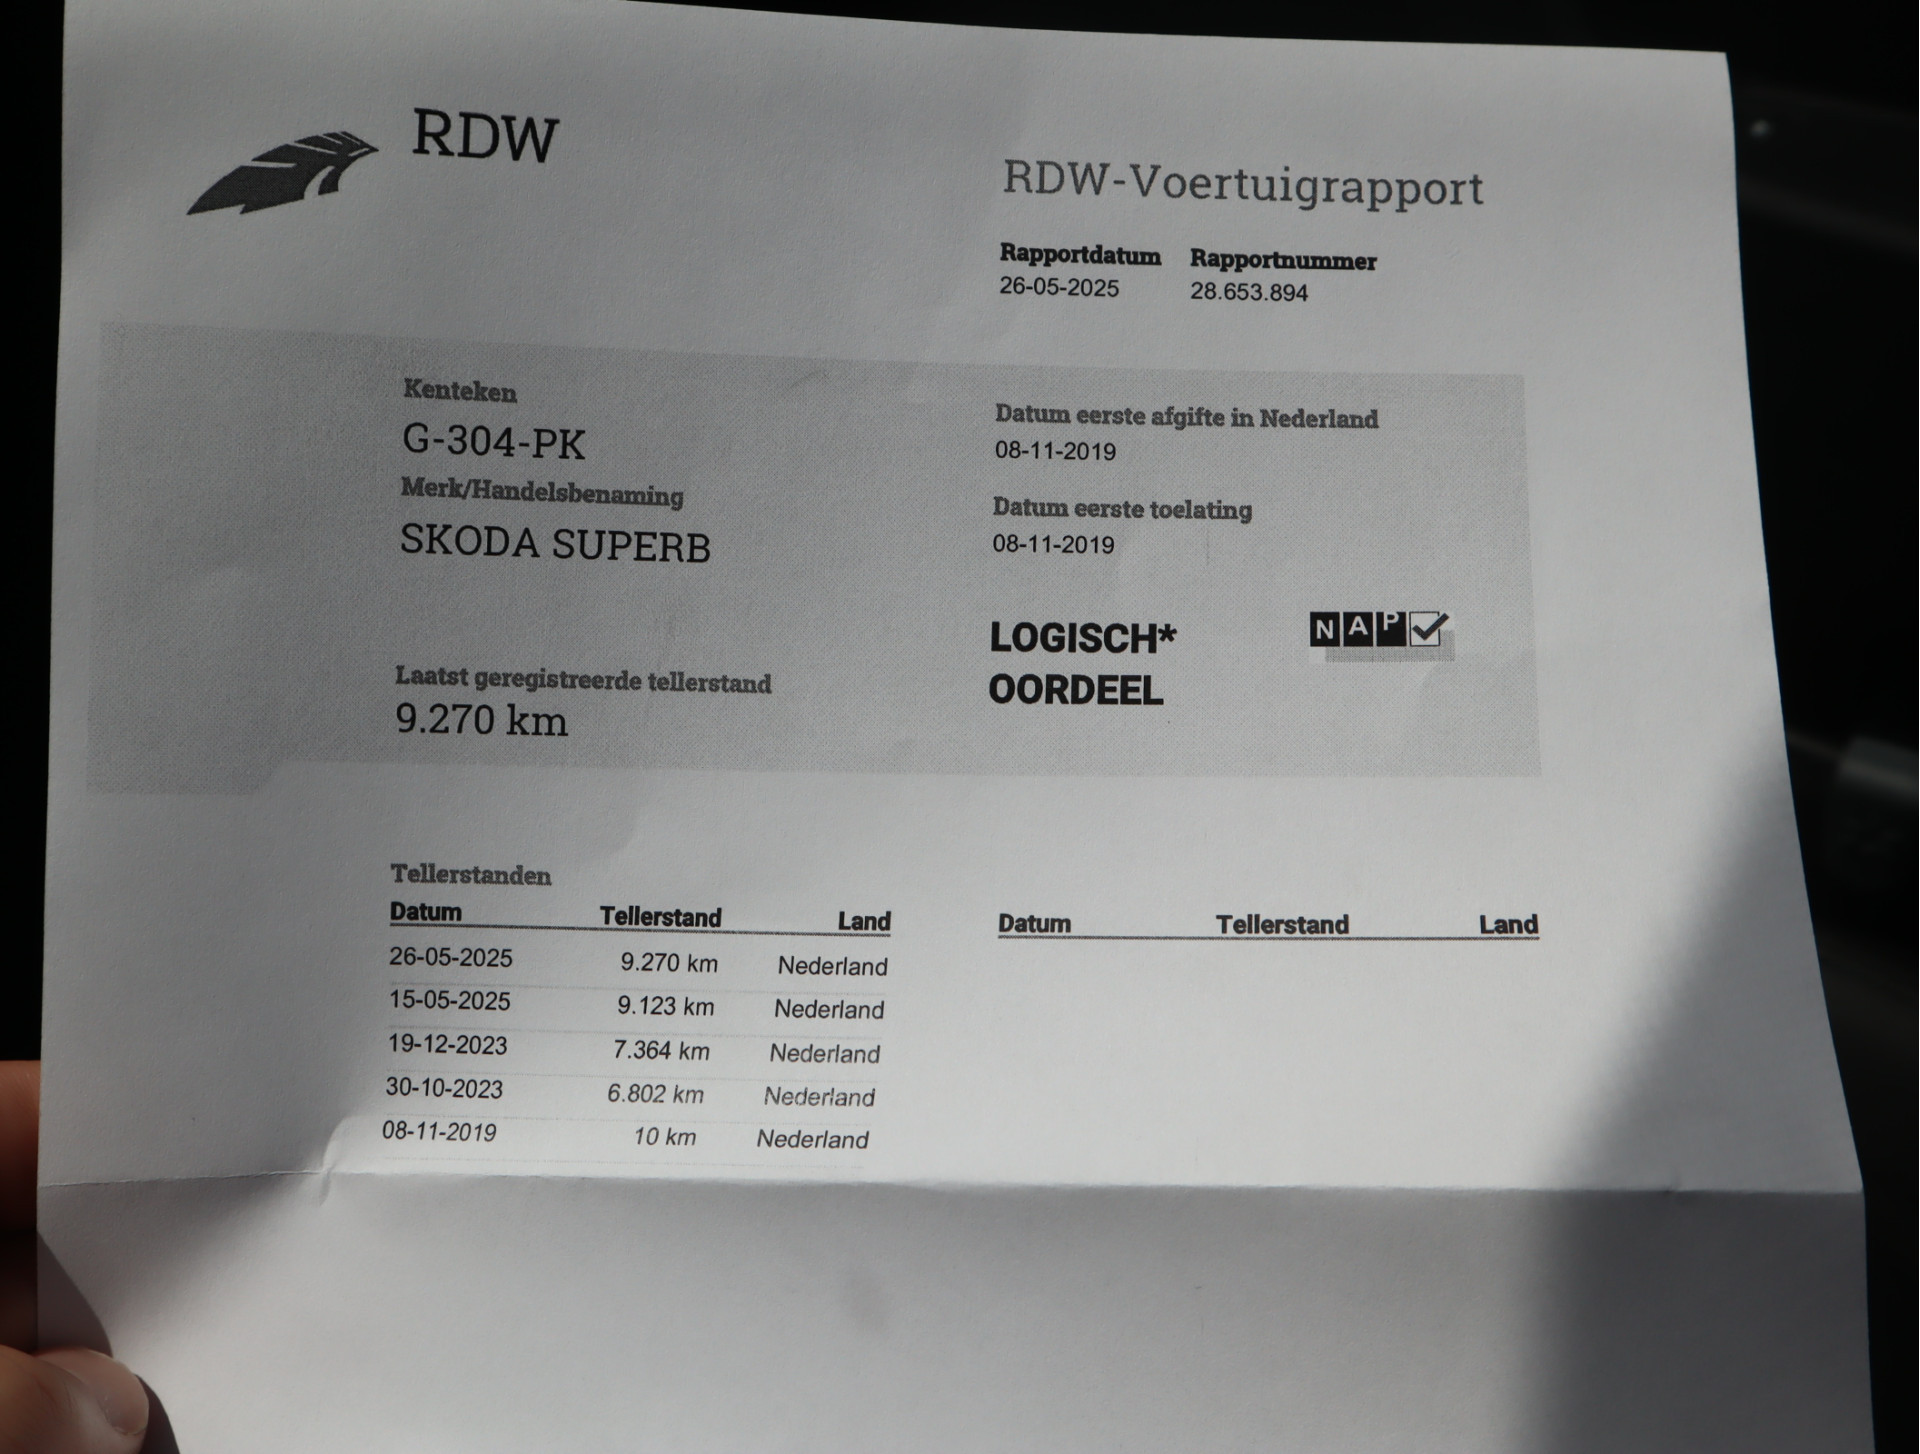 RDW
RDW-Voertuigrapport
Rapportdatum Rapportnummer
26-05-2025 28.653.894
Kenteken
G-304-PK
Merk/Handelsbenaming
SKODA SUPERB
Laatst geregistreerde tellerstand
9.270 km
Datum eerste afgifte in Nederland
08-11-2019
Datum eerste toelating
08-11-2019
LOGISCH*
OORDEEL
NAP
Tellerstanden
Datum Tellerstand Land
26-05-2025 9.270 km Nederland
15-05-2025 9.123 km Nederland
19-12-2023 7.364 km Nederland
30-10-2023 6.802 km Nederland
08-11-2019 10 km Nederland
Datum Tellerstand Land